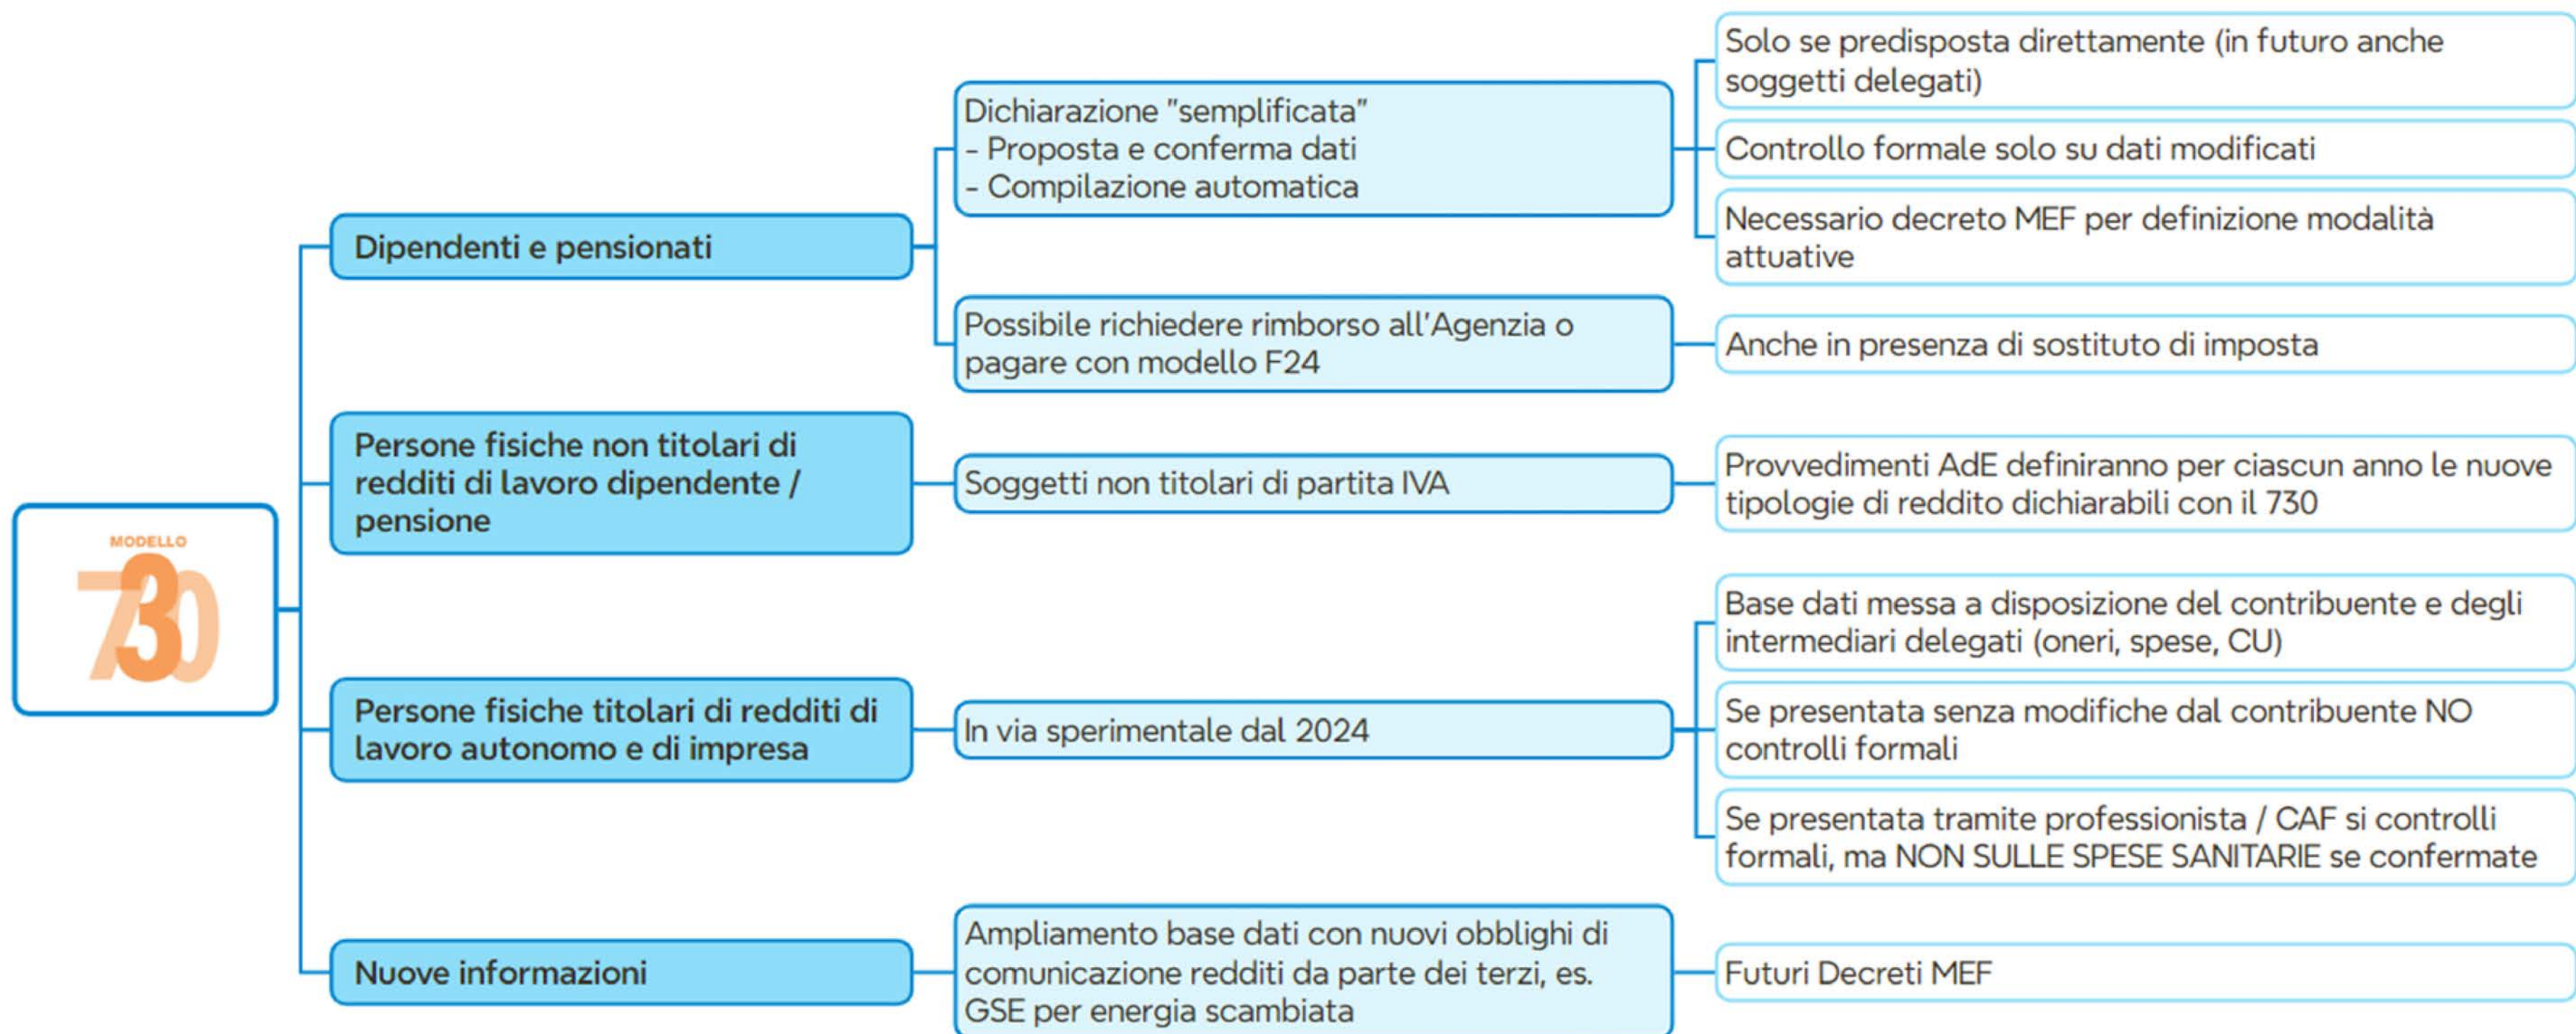 MODELLO
730
Dipendenti e pensionati
Dichiarazione "semplificata"
- Proposta e conferma dati
- Compilazione automatica
Solo se predisposta direttamente (in futuro anche
soggetti delegati)
Controllo formale solo su dati modificati
Necessario decreto MEF per definizione modalità
attuative
Possibile richiedere rimborso all'Agenzia o
pagare con modello F24
Anche in presenza di sostituto di imposta
Persone fisiche non titolari di
redditi di lavoro dipendente /
pensione
Soggetti non titolari di partita IVA
Provvedimenti AdE definiranno per ciascun anno le nuove
tipologie di reddito dichiarabili con il 730
Persone fisiche titolari di redditi di
lavoro autonomo e di impresa
In via sperimentale dal 2024
Base dati messa a disposizione del contribuente e degli
intermediari delegati (oneri, spese, CU)
Se presentata senza modifiche dal contribuente NO
controlli formali
Se presentata tramite professionista / CAF si controlli
formali, ma NON SULLE SPESE SANITARIE se confermate
Nuove informazioni
Ampliamento base dati con nuovi obblighi di
comunicazione redditi da parte dei terzi, es.
GSE per energia scambiata
Futuri Decreti MEF